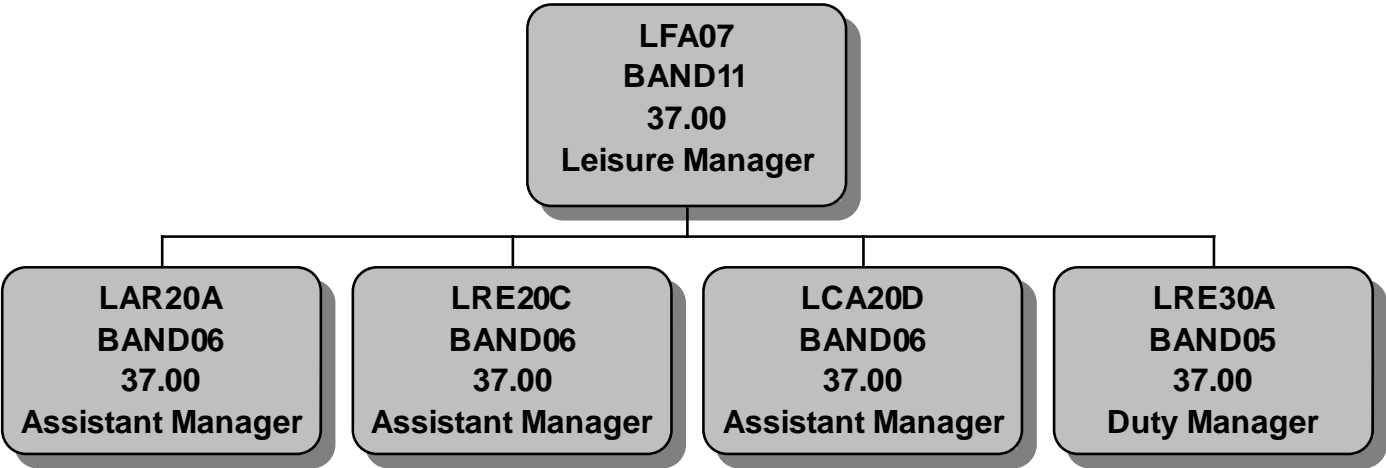 LFA07
BAND11
37.00
Leisure Manager
LAR20A
BAND06
37.00
Assistant Manager
LRE20C
BAND06
37.00
Assistant Manager
LCA20D
BAND06
37.00
Assistant Manager
LRE30A
BAND05
37.00
Duty Manager